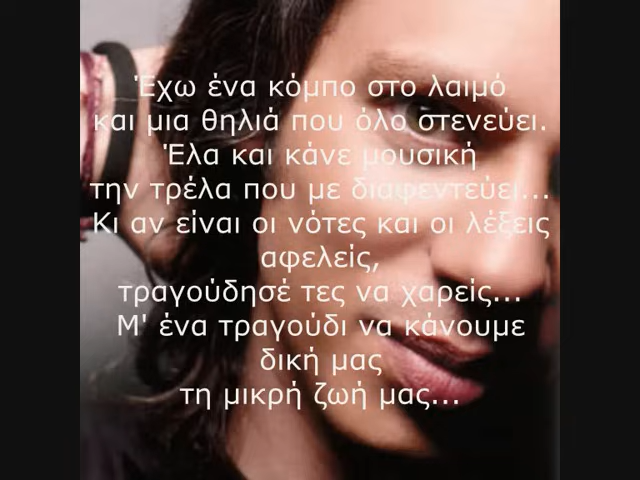 Έχω ένα κόμπο στο λαιμό
και μια θηλιά που όλο στενεύει.
Έλα και κάνε μουσική
την τρέλα που με διαφεντεύει...
Κι αν είναι οι νότες και οι λέξεις
αφελείς,
τραγούδησέ τες να χαρείς...
Μ' ένα τραγούδι να κάνουμε
δική μας
τη μικρή ζωή μας...